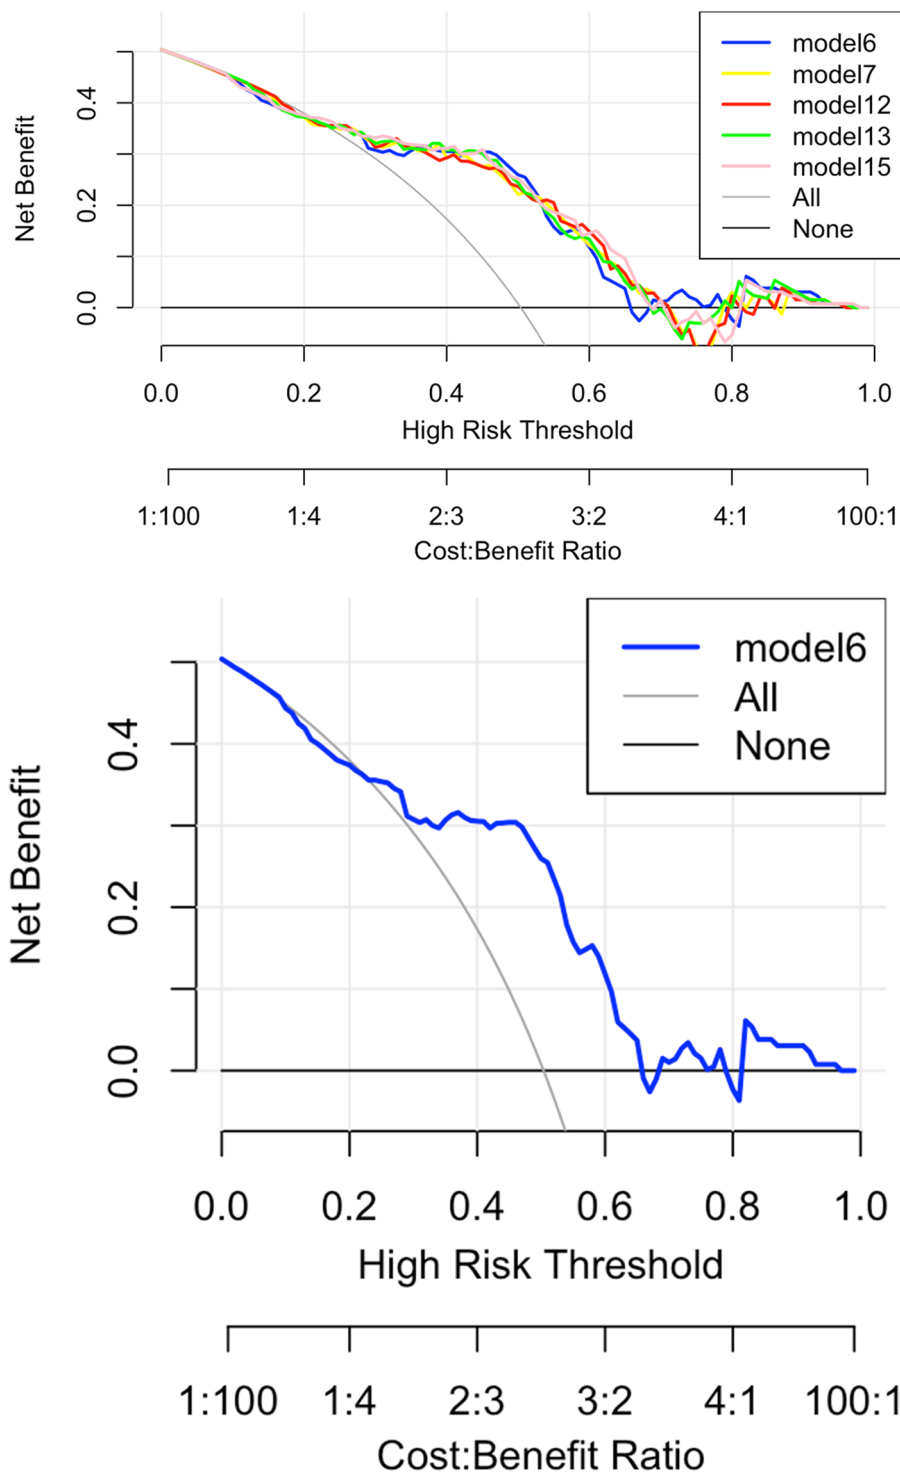 model6
model7
model12
model13
model15
All
None
Net Benefit
0.4
0.2
0.0
0.0 0.2 0.4 0.6 0.8 1.0
High Risk Threshold
1:100 1:4 2:3 3:2 4:1 100:1
Cost:Benefit Ratio
model6
All
None
Net Benefit
0.4
0.2
0.0
0.0 0.2 0.4 0.6 0.8 1.0
High Risk Threshold
1:100 1:4 2:3 3:2 4:1 100:1
Cost:Benefit Ratio